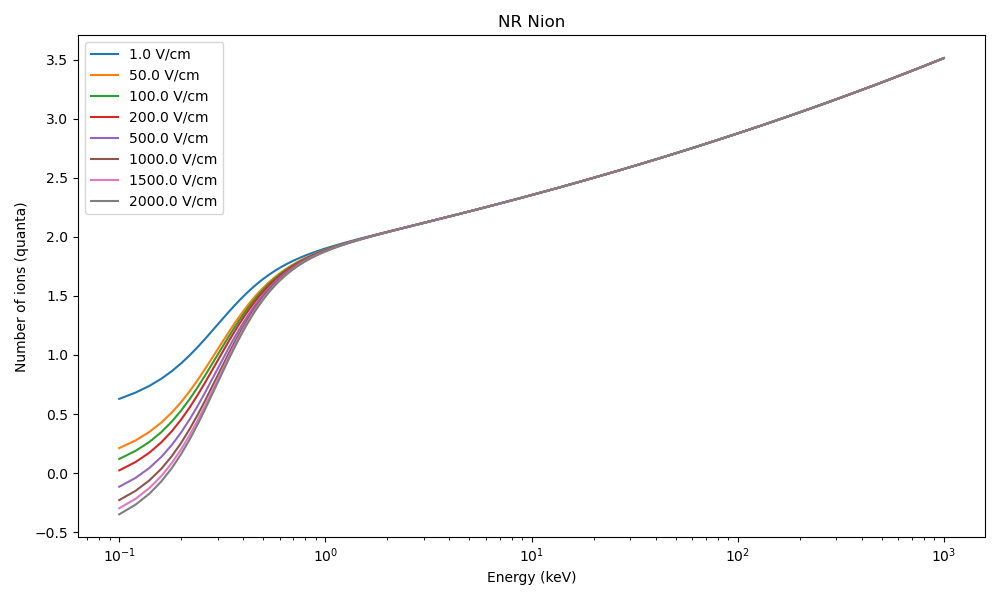 NR Nion
1.0 V/cm
50.0 V/cm
100.0 V/cm
200.0 V/cm
500.0 V/cm
1000.0 V/cm
1500.0 V/cm
2000.0 V/cm
Number of ions (quanta)
3.5
3.0
2.5
2.0
1.5
1.0
0.5
0.0
−0.5
10⁻¹ 10⁰ 10¹ 10² 10³
Energy (keV)